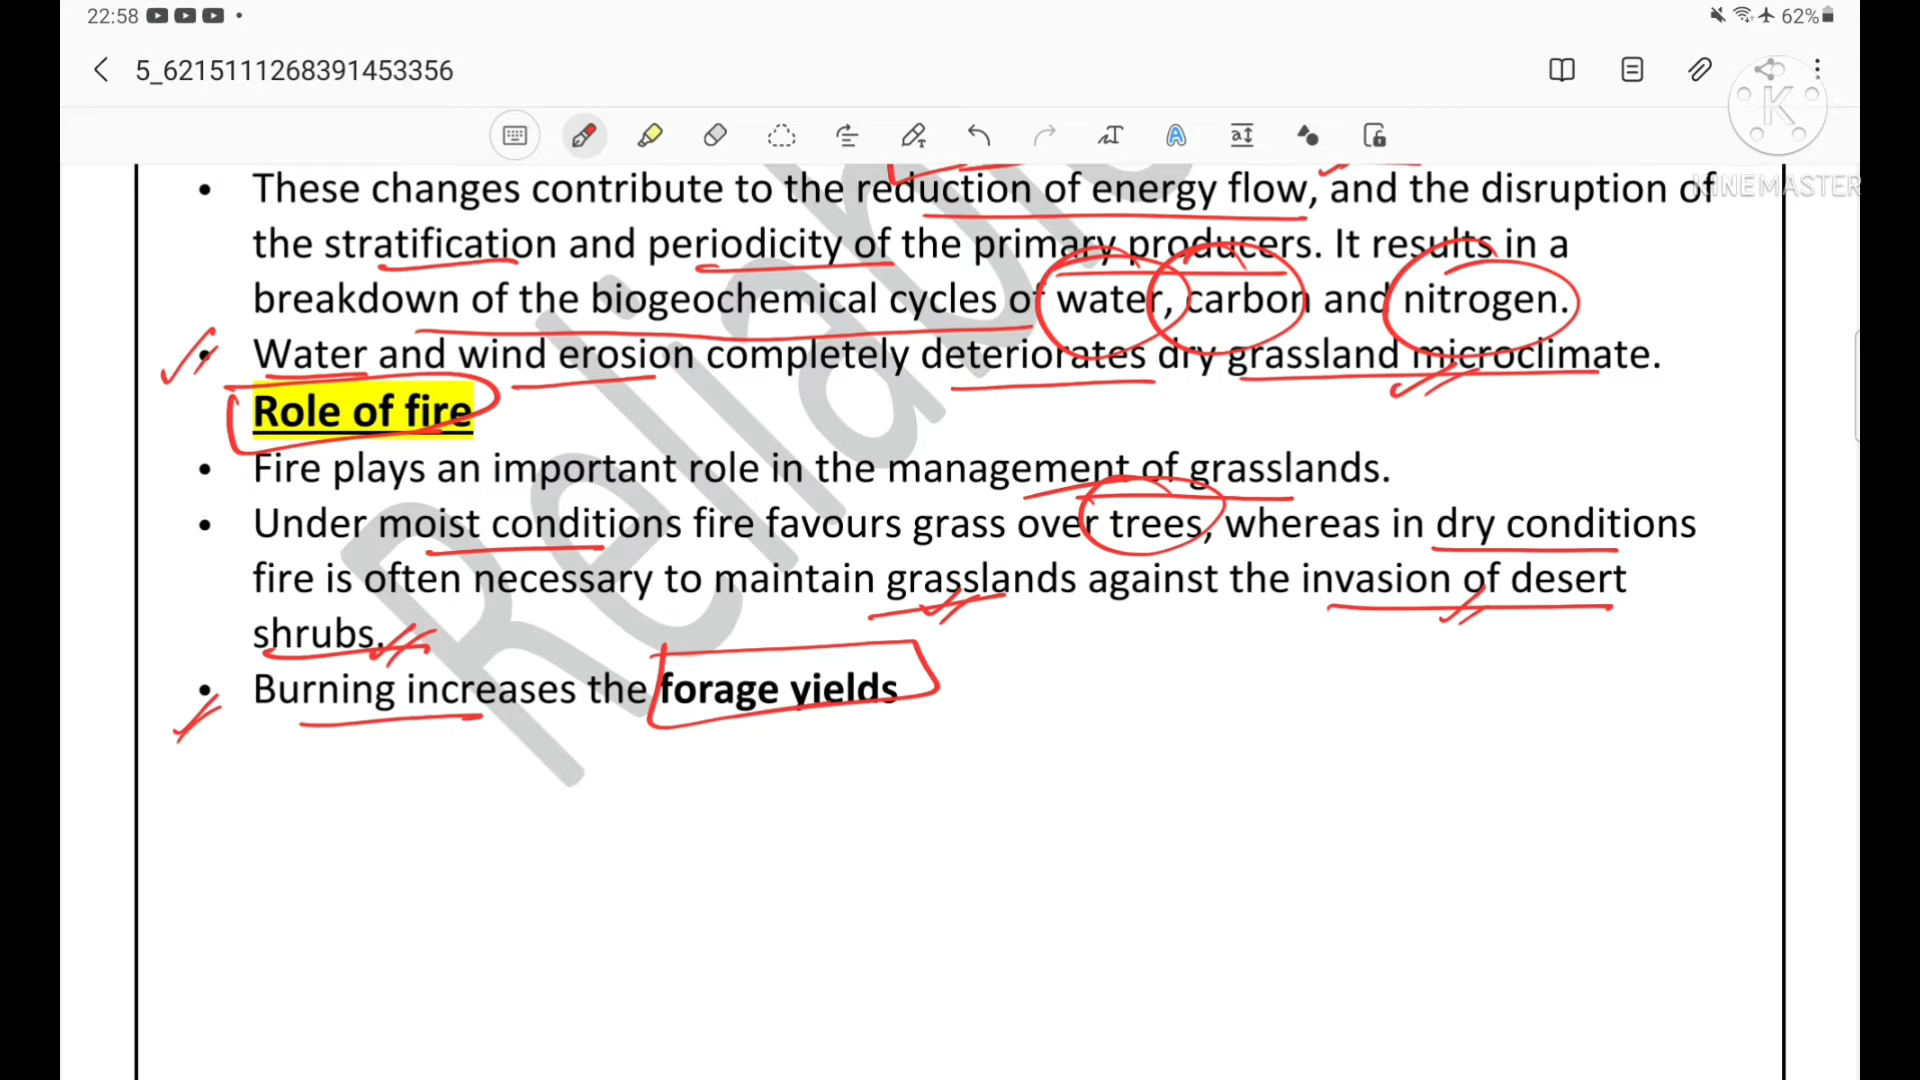 22:58
62%
5_6215111268391453356
K
KINEMASTER
• These changes contribute to the reduction of energy flow, and the disruption of
the stratification and periodicity of the primary producers. It results in a
breakdown of the biogeochemical cycles of water, carbon and nitrogen.
• Water and wind erosion completely deteriorates dry grassland microclimate.
Role of fire
• Fire plays an important role in the management of grasslands.
• Under moist conditions fire favours grass over trees, whereas in dry conditions
fire is often necessary to maintain grasslands against the invasion of desert
shrubs.
• Burning increases the forage yields